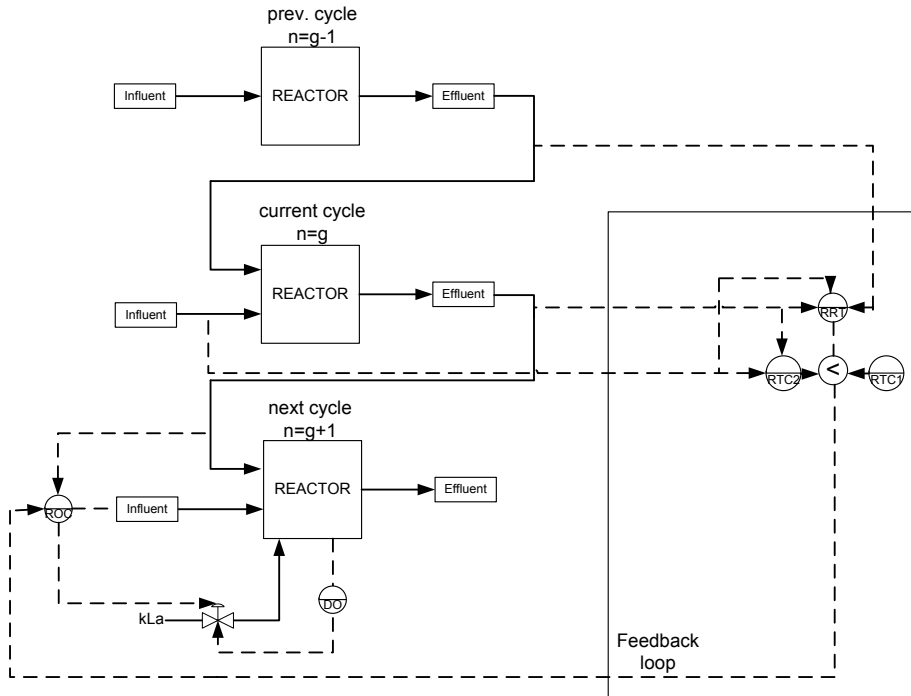 prev. cycle
n=g-1
Influent
REACTOR
Effluent
current cycle
n=g
Influent
REACTOR
Effluent
RRT
RTC2
<
RTC1
next cycle
n=g+1
ROC
Influent
REACTOR
Effluent
kLa
DO
Feedback
loop